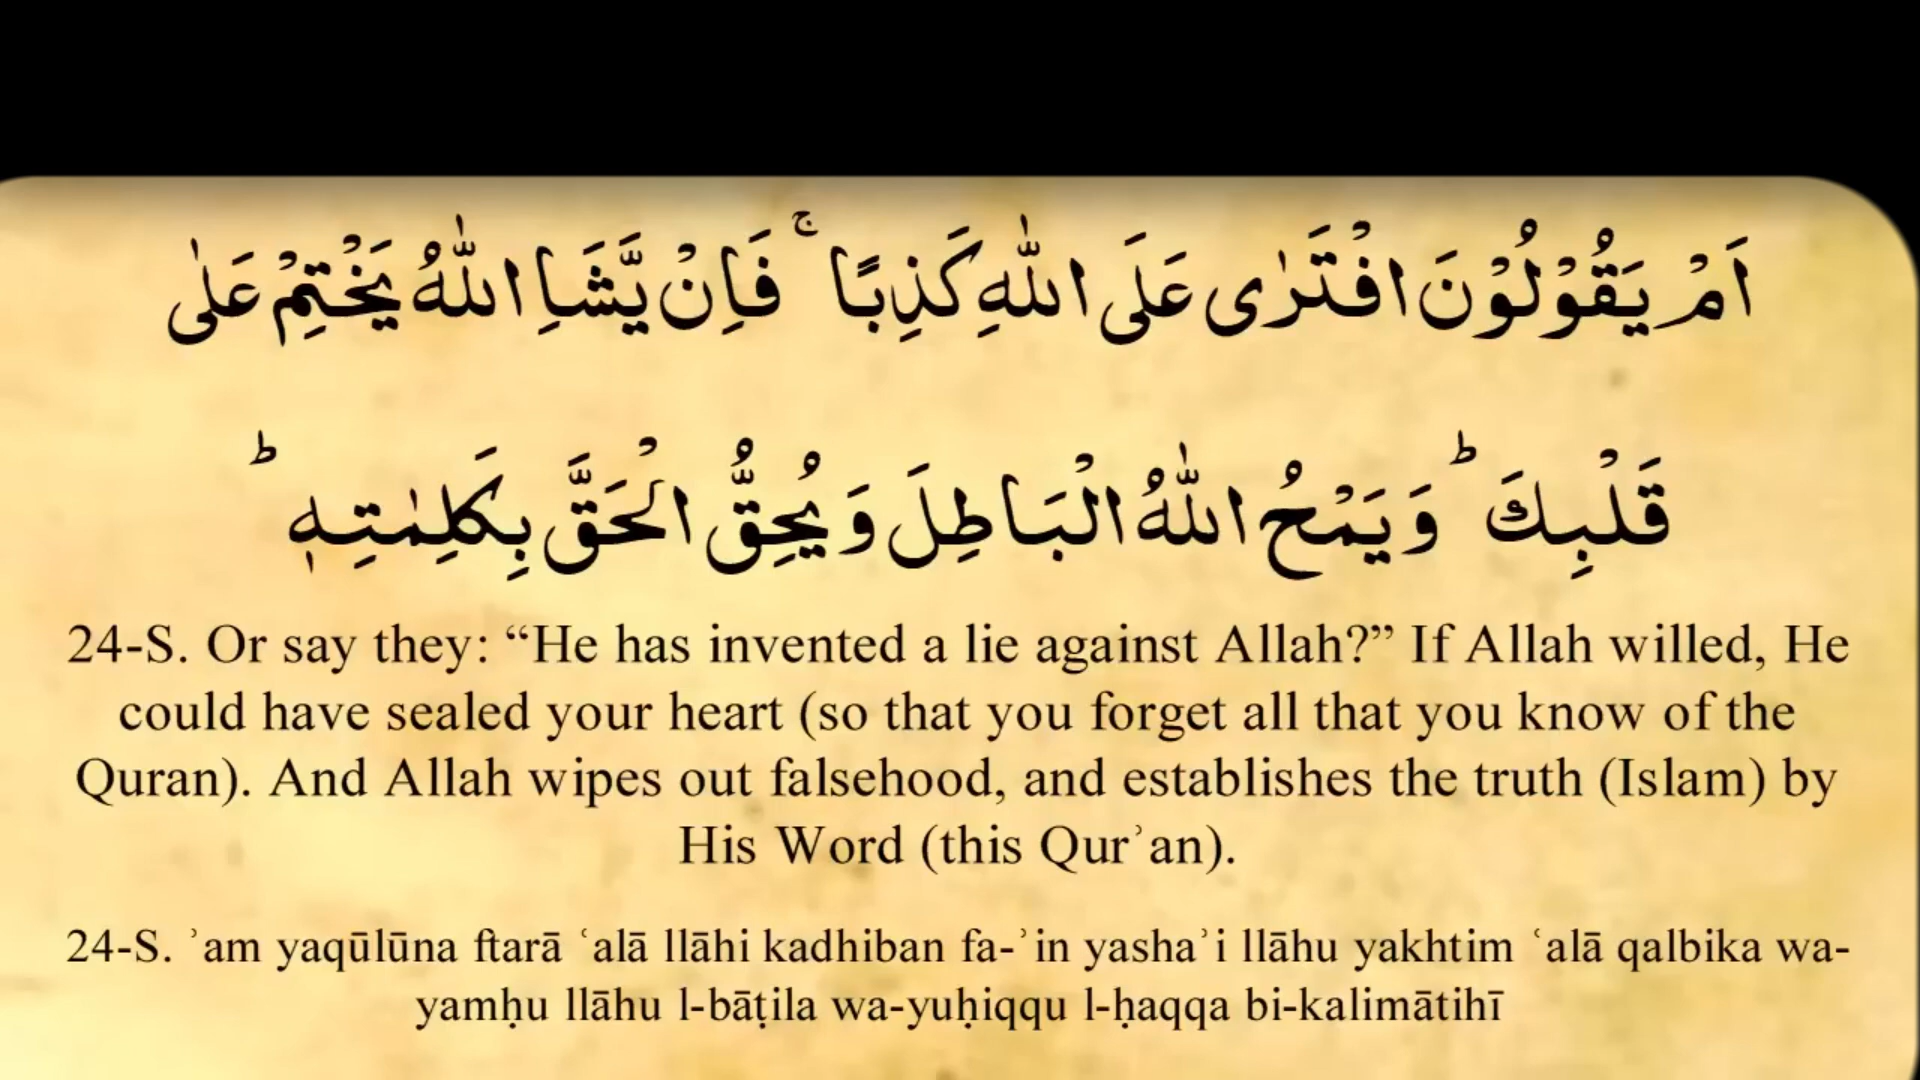 اَمْ يَقُوْلُوْنَ افْتَرٰى عَلَى اللّٰهِ كَذِبًا ۚ فَاِنْ يَّشَاِ اللّٰهُ يَخْتِمْ عَلٰى
قَلْبِكَ ؕ وَيَمْحُ اللّٰهُ الْبَاطِلَ وَيُحِقُّ الْحَقَّ بِكَلِمٰتِهٖ ؕ
24-S. Or say they: “He has invented a lie against Allah?” If Allah willed, He
could have sealed your heart (so that you forget all that you know of the
Quran). And Allah wipes out falsehood, and establishes the truth (Islam) by
His Word (this Qurʾan).
24-S. ʾam yaqūlūna ftarā ʿalā llāhi kadhiban fa-ʾin yashaʾi llāhu yakhtim ʿalā qalbika wa-
yamḥu llāhu l-bāṭila wa-yuḥiqqu l-ḥaqqa bi-kalimātihī